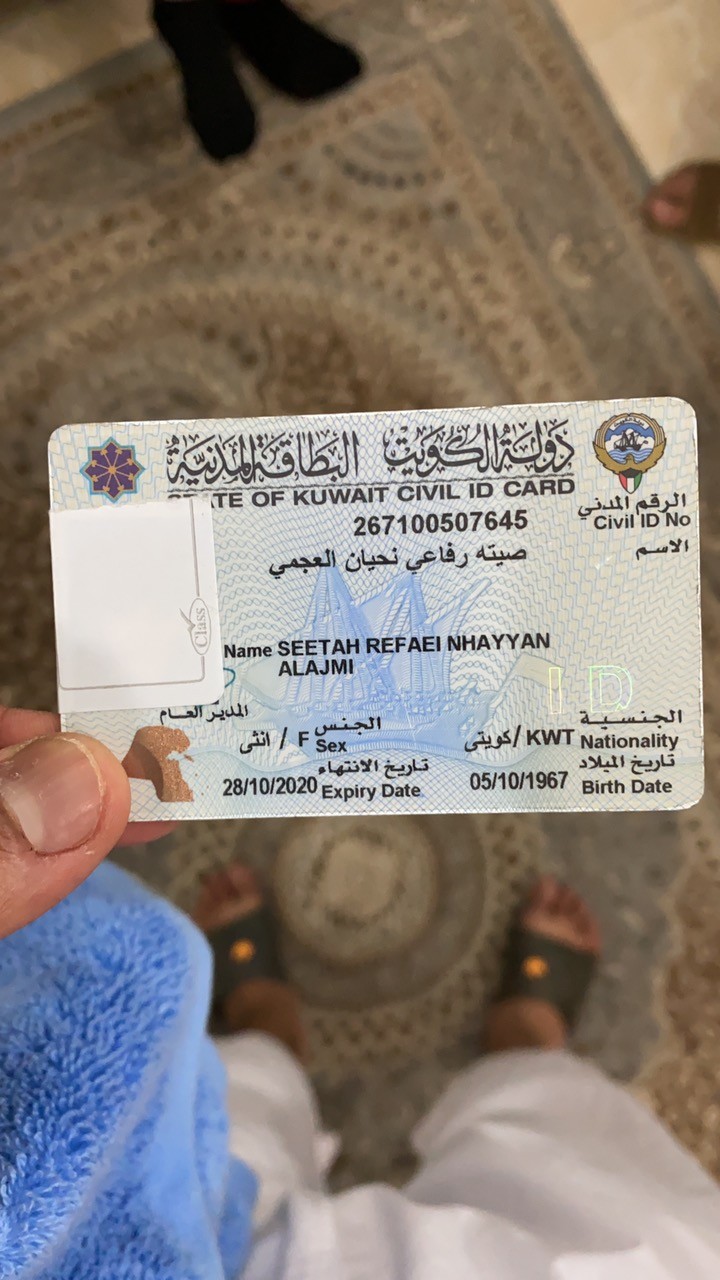 دولة الكويت البطاقة المدنية
STATE OF KUWAIT CIVIL ID CARD
267100507645 الرقم المدني
Civil ID No
صيته رفاعي نحيان العجمي الاسم
Name SEETAH REFAEI NHAYYAN
ALAJMI
Class
ID
المدير العام
انثى / F الجنس Sex
كويتي / KWT الجنسية Nationality
28/10/2020 تاريخ الانتهاء Expiry Date
05/10/1967 تاريخ الميلاد Birth Date